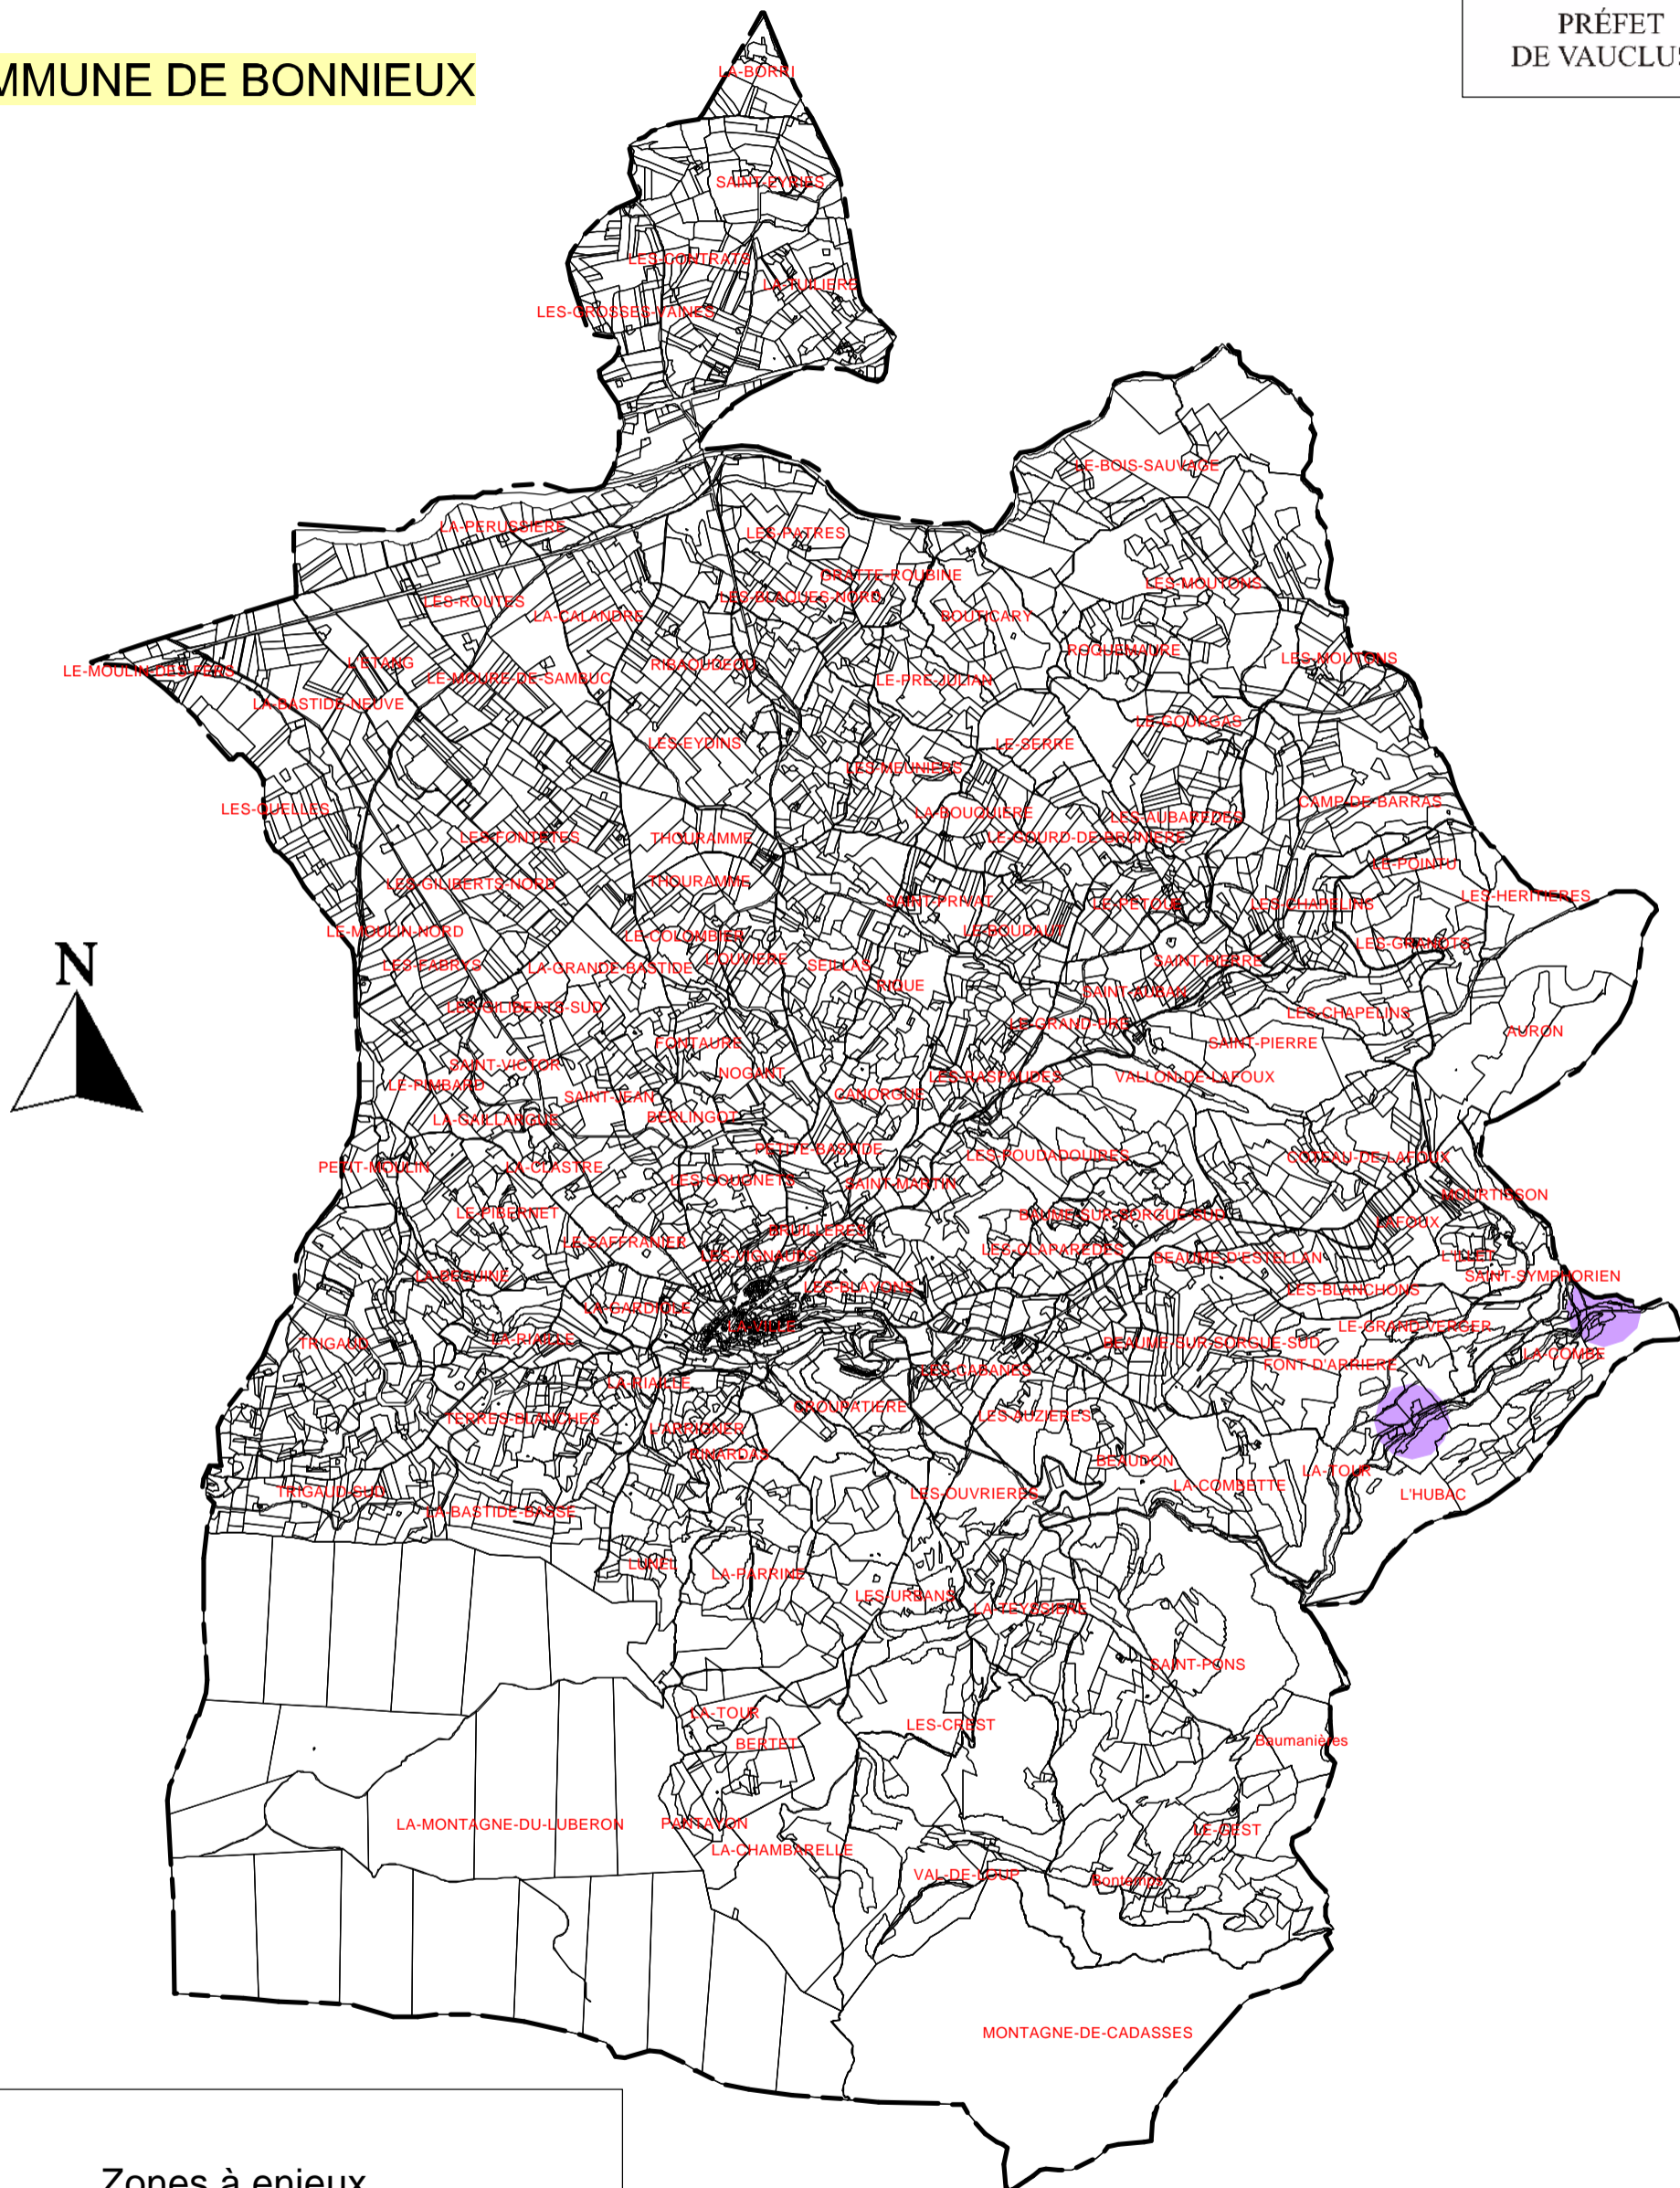 PRÉFET
DE VAUCLUS
MMUNE DE BONNIEUX
LA-BORRI
SAINT-EYRIES
LES-CONTRATS
LA-TUILIERE
LES-GROSSES-VAINES
LE-BOIS-SAUVAGE
LA-PERUSSIERE
LES-PATRES
GRATTE-ROUBINE
LES-MOUTONS
LES-BLAQUES-NORD
LES-ROUTES
LA-CALANDRE
BOUTICARY
ROQUEMAURE
LES-MOUTONS
L'ETANG
RIBAOUDEOU
LE-MOULIN-DES-FERS
LE-MOURE-DE-SAMBUC
LE-PRE-JULIAN
LA-BASTIDE-NEUVE
LE-GOURGAS
LES-EYDINS
LE-SERRE
LES-MEUNIERS
CAMP-DE-BARRAS
LES-QUELLES
LA-BOUQUIERE
LES-AUBAREDES
LES-FONTETES
THOURAMME
LE-GOURD-DE-BRUNIERE
LE-POINTU
THOURAMME
LES-GILIBERTS-NORD
LES-HERITIERES
SAINT-PRIVAT
LE-PETOUE
LES-CHAPELINS
LE-MOULIN-NORD
LE-COLOMBIER
LE-BOUDAUT
LES-GRANOTS
L'OUVIERE
SAINT-PIERRE
LES-FABRYS
LA-GRANDE-BASTIDE
SEILLAS
RIQUE
SAINT-AUBAN
LES-GILIBERTS-SUD
LES-CHAPELINS
LE-GRAND-PRE
AURON
FONTAURE
SAINT-PIERRE
SAINT-VICTOR
NOGANT
LES-RASPAUDES
VALLON-DE-LAFOUX
LE-PIMBARD
SAINT-JEAN
CANORGUE
LA-GAILLARGUE
BERLINGOT
PETITE-BASTIDE
LES-POUDADOUIRES
COTEAU-DE-LAFOUX
PETIT-MOULIN
LA-CLASTRE
LES-COUGNETS
SAINT-MARTIN
MOURTISSON
LE-PIBERNET
BAUME-SUR-SORGUE-SUD
LAFOUX
BRUILLERES
LE-SAFFRANIER
LES-VIGNAUDS
LES-CLAPAREDES
BEAUME-D'ESTELLAN
L'ILLET
LA-BEGUINE
SAINT-SYMPHORIEN
LES-BLAYONS
LES-BLANCHONS
LA-GARDIOLE
LA-VILLE
LE-GRAND-VERGER
TRIGAUD
LA-RIAILLE
BEAUME-SUR-SORGUE-SUD
LA-COMBE
FONT-D'ARRIERE
LES-CABANES
LA-RIAILLE
CROUPATIERE
TERRES-BLANCHES
LES-AUZIERES
L'ARRIGNER
RINARDAS
BEAUDON
LA-TOUR
TRIGAUD-SUD
LES-OUVRIERES
LA-COMBETTE
L'HUBAC
LA-BASTIDE-BASSE
LUNEL
LA-PARRINE
LES-URBANS
LA-TEYSSIERE
SAINT-PONS
LA-TOUR
LES-CREST
BERTET
Baumanières
LA-MONTAGNE-DU-LUBERON
PANTAYON
LE-GEST
LA-CHAMBARELLE
VAL-DE-LOUP
Bontemps
MONTAGNE-DE-CADASSES
N
Zones à enjeux